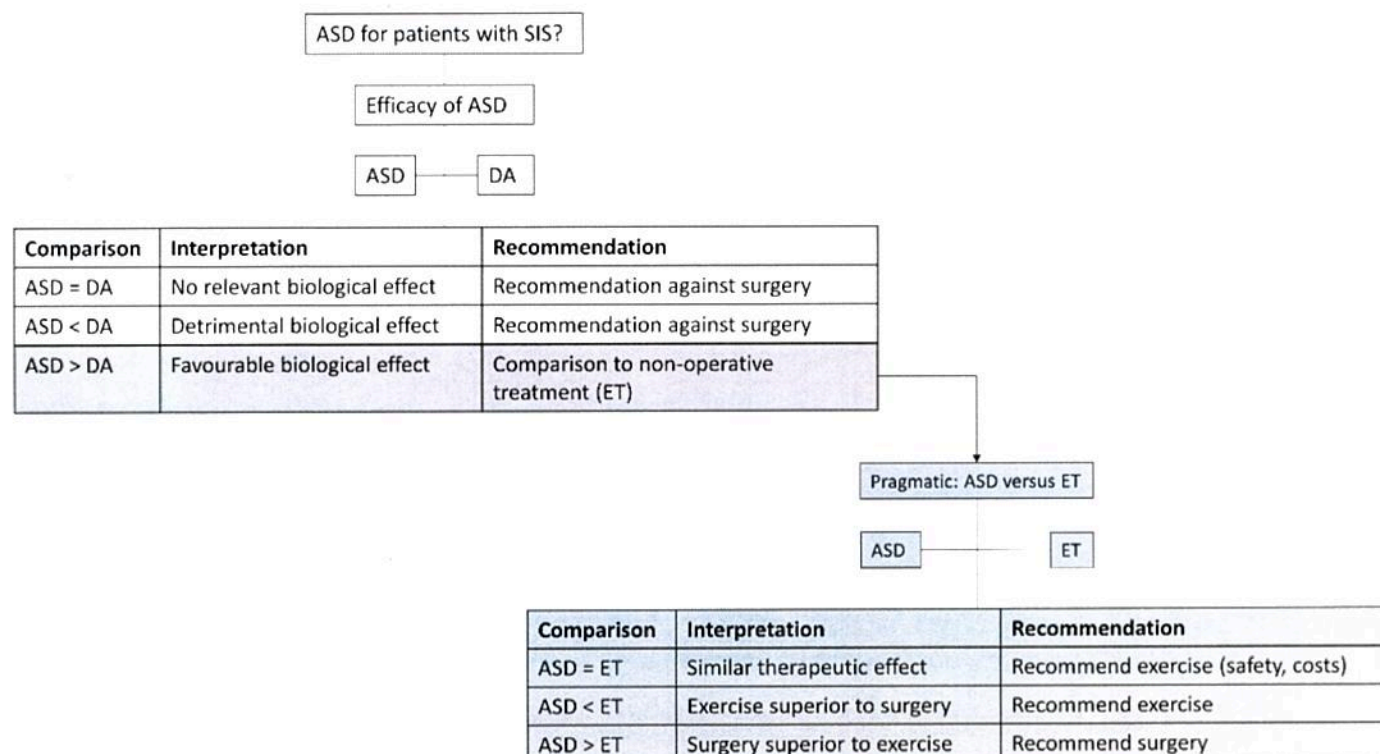 ASD for patients with SIS?
Efficacy of ASD
ASD DA
Comparison Interpretation Recommendation
ASD = DA No relevant biological effect Recommendation against surgery
ASD < DA Detrimental biological effect Recommendation against surgery
ASD > DA Favourable biological effect Comparison to non-operative
treatment (ET)
Pragmatic: ASD versus ET
ASD ET
Comparison Interpretation Recommendation
ASD = ET Similar therapeutic effect Recommend exercise (safety, costs)
ASD < ET Exercise superior to surgery Recommend exercise
ASD > ET Surgery superior to exercise Recommend surgery